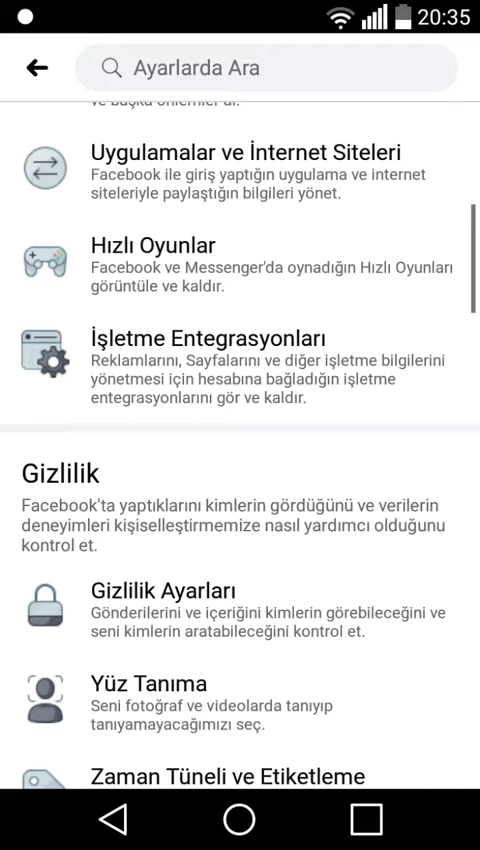 20:35
Ayarlarda Ara
ve başka önlemler al.
Uygulamalar ve İnternet Siteleri
Facebook ile giriş yaptığın uygulama ve internet
siteleriyle paylaştığın bilgileri yönet.
Hızlı Oyunlar
Facebook ve Messenger'da oynadığın Hızlı Oyunları
görüntüle ve kaldır.
İşletme Entegrasyonları
Reklamlarını, Sayfalarını ve diğer işletme bilgilerini
yönetmesi için hesabına bağladığın işletme
entegrasyonlarını gör ve kaldır.
Gizlilik
Facebook'ta yaptıklarını kimlerin gördüğünü ve verilerin
deneyimleri kişiselleştirmemize nasıl yardımcı olduğunu
kontrol et.
Gizlilik Ayarları
Gönderilerini ve içeriğini kimlerin görebileceğini ve
seni kimlerin aratabileceğini kontrol et.
Yüz Tanıma
Seni fotoğraf ve videolarda tanıyıp
tanıyamayacağımızı seç.
Zaman Tüneli ve Etiketleme